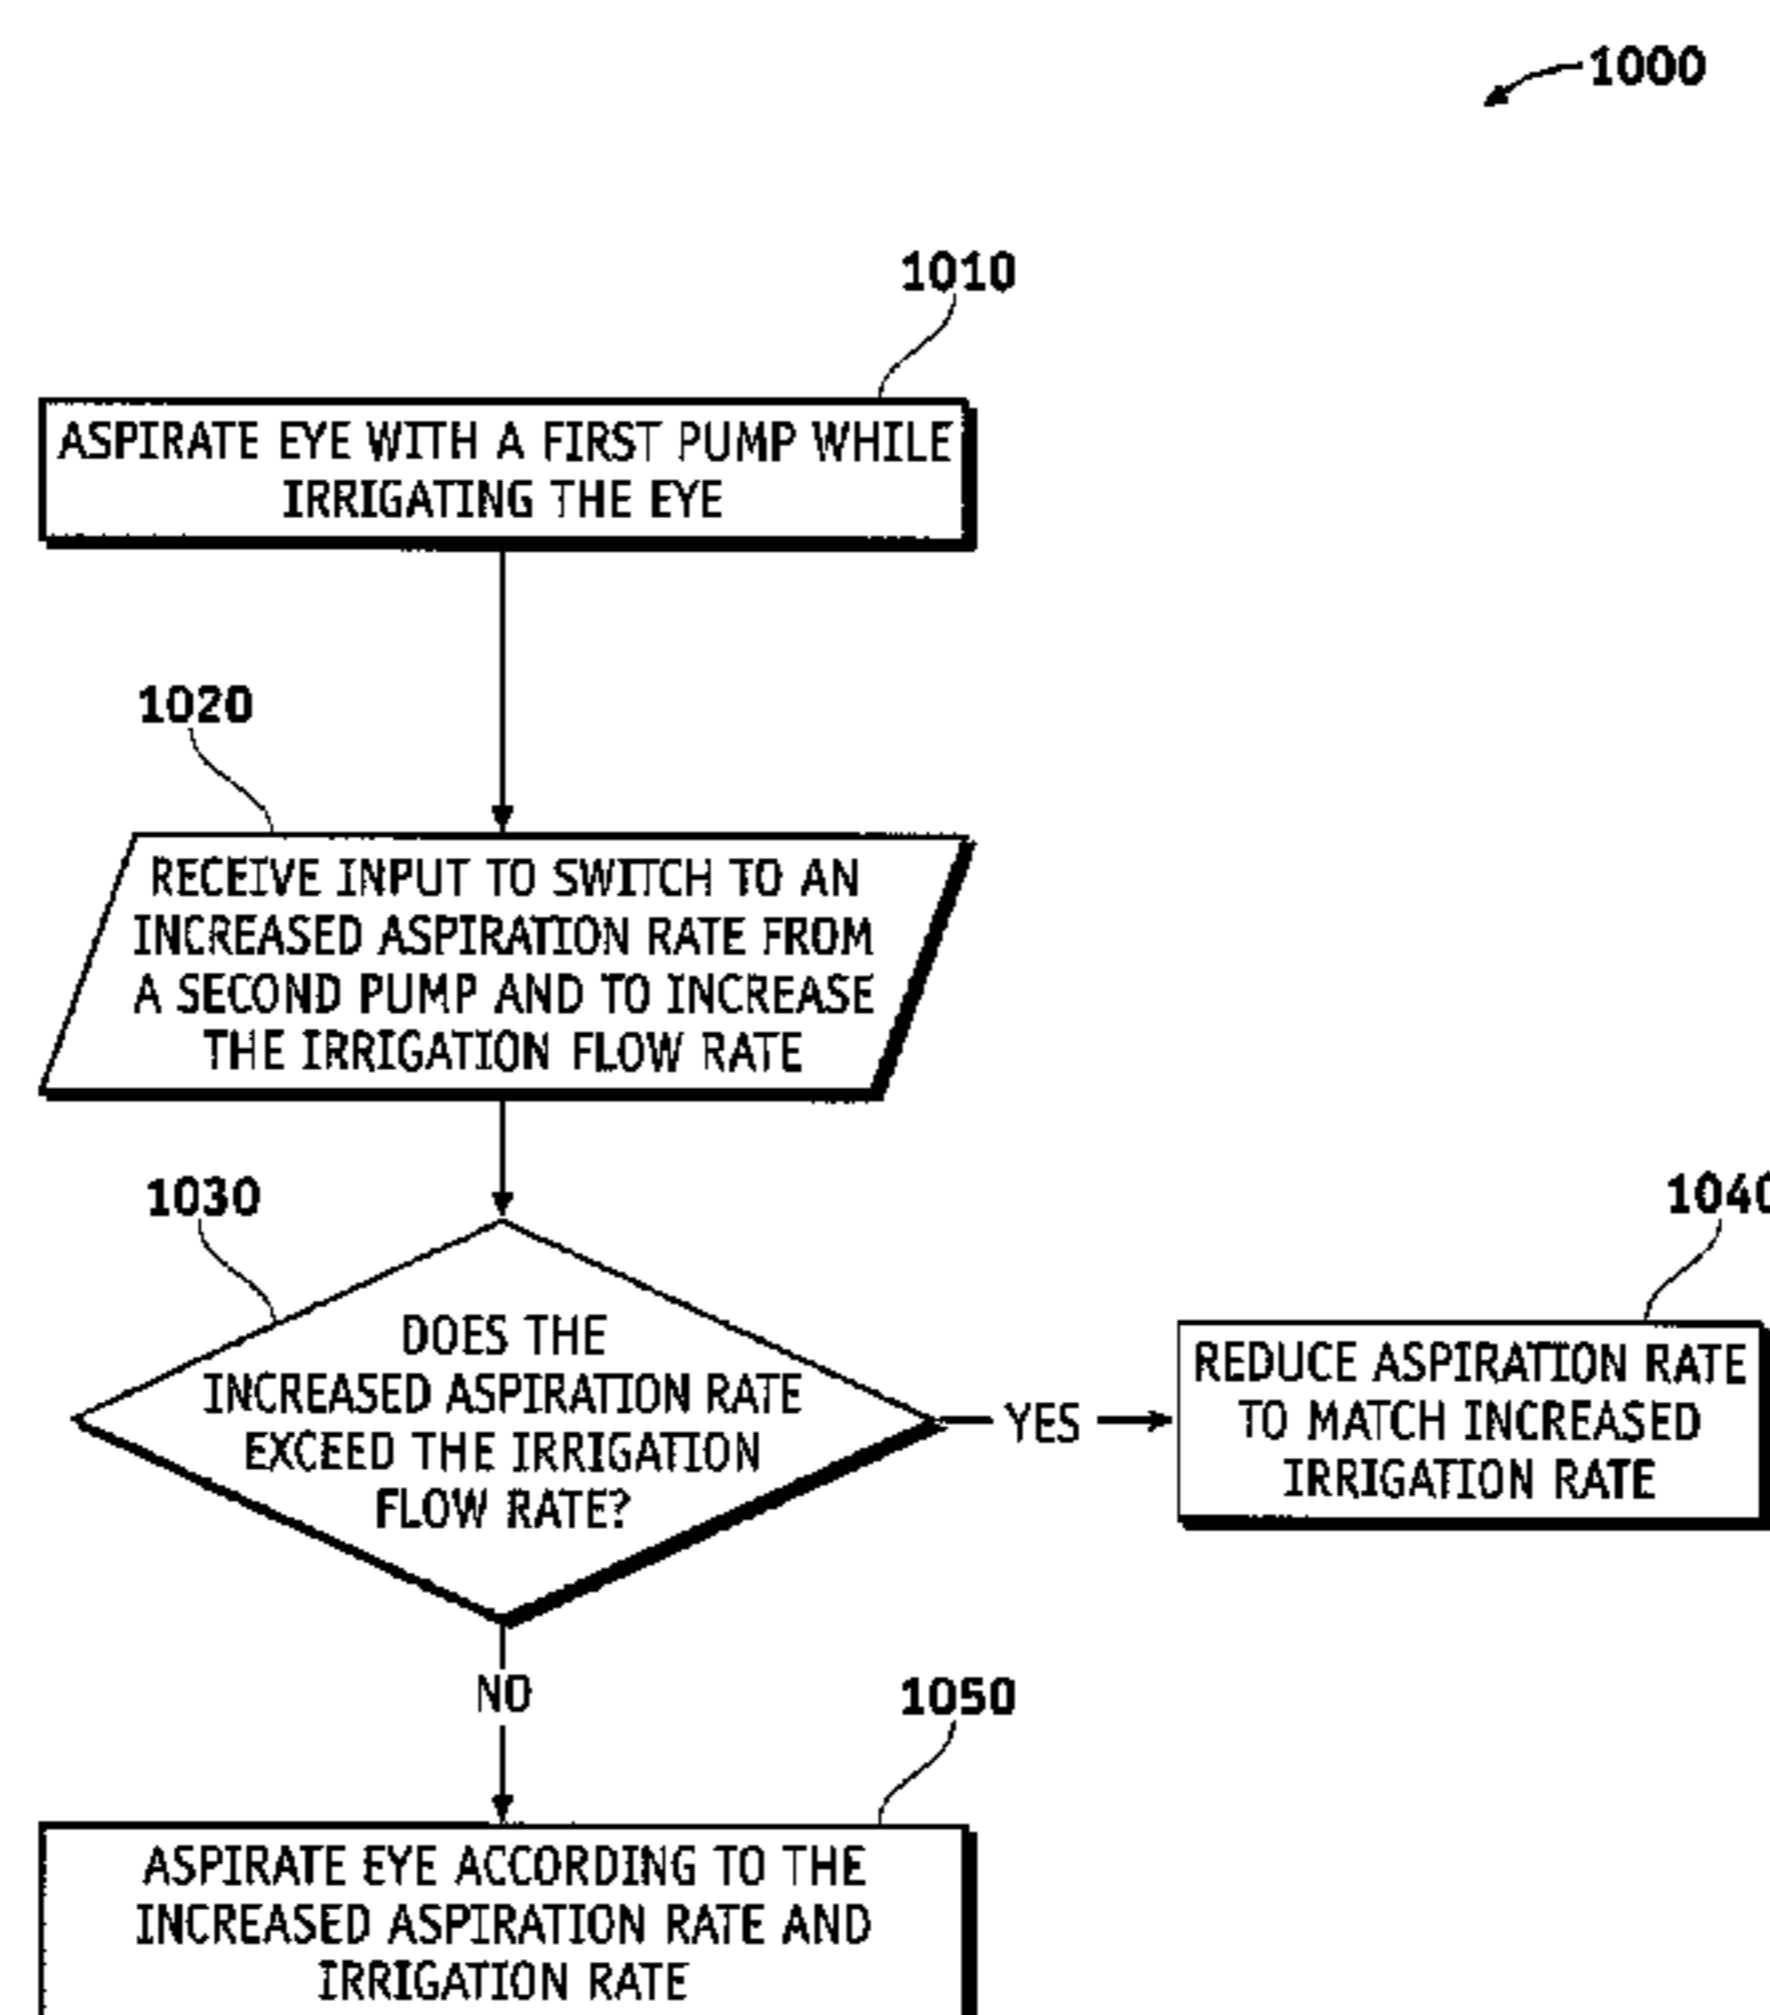 1000
1010
ASPIRATE EYE WITH A FIRST PUMP WHILE
IRRIGATING THE EYE
1020
RECEIVE INPUT TO SWITCH TO AN
INCREASED ASPIRATION RATE FROM
A SECOND PUMP AND TO INCREASE
THE IRRIGATION FLOW RATE
1030
DOES THE
INCREASED ASPIRATION RATE
EXCEED THE IRRIGATION
FLOW RATE?
YES
1040
REDUCE ASPIRATION RATE
TO MATCH INCREASED
IRRIGATION RATE
NO
1050
ASPIRATE EYE ACCORDING TO THE
INCREASED ASPIRATION RATE AND
IRRIGATION RATE